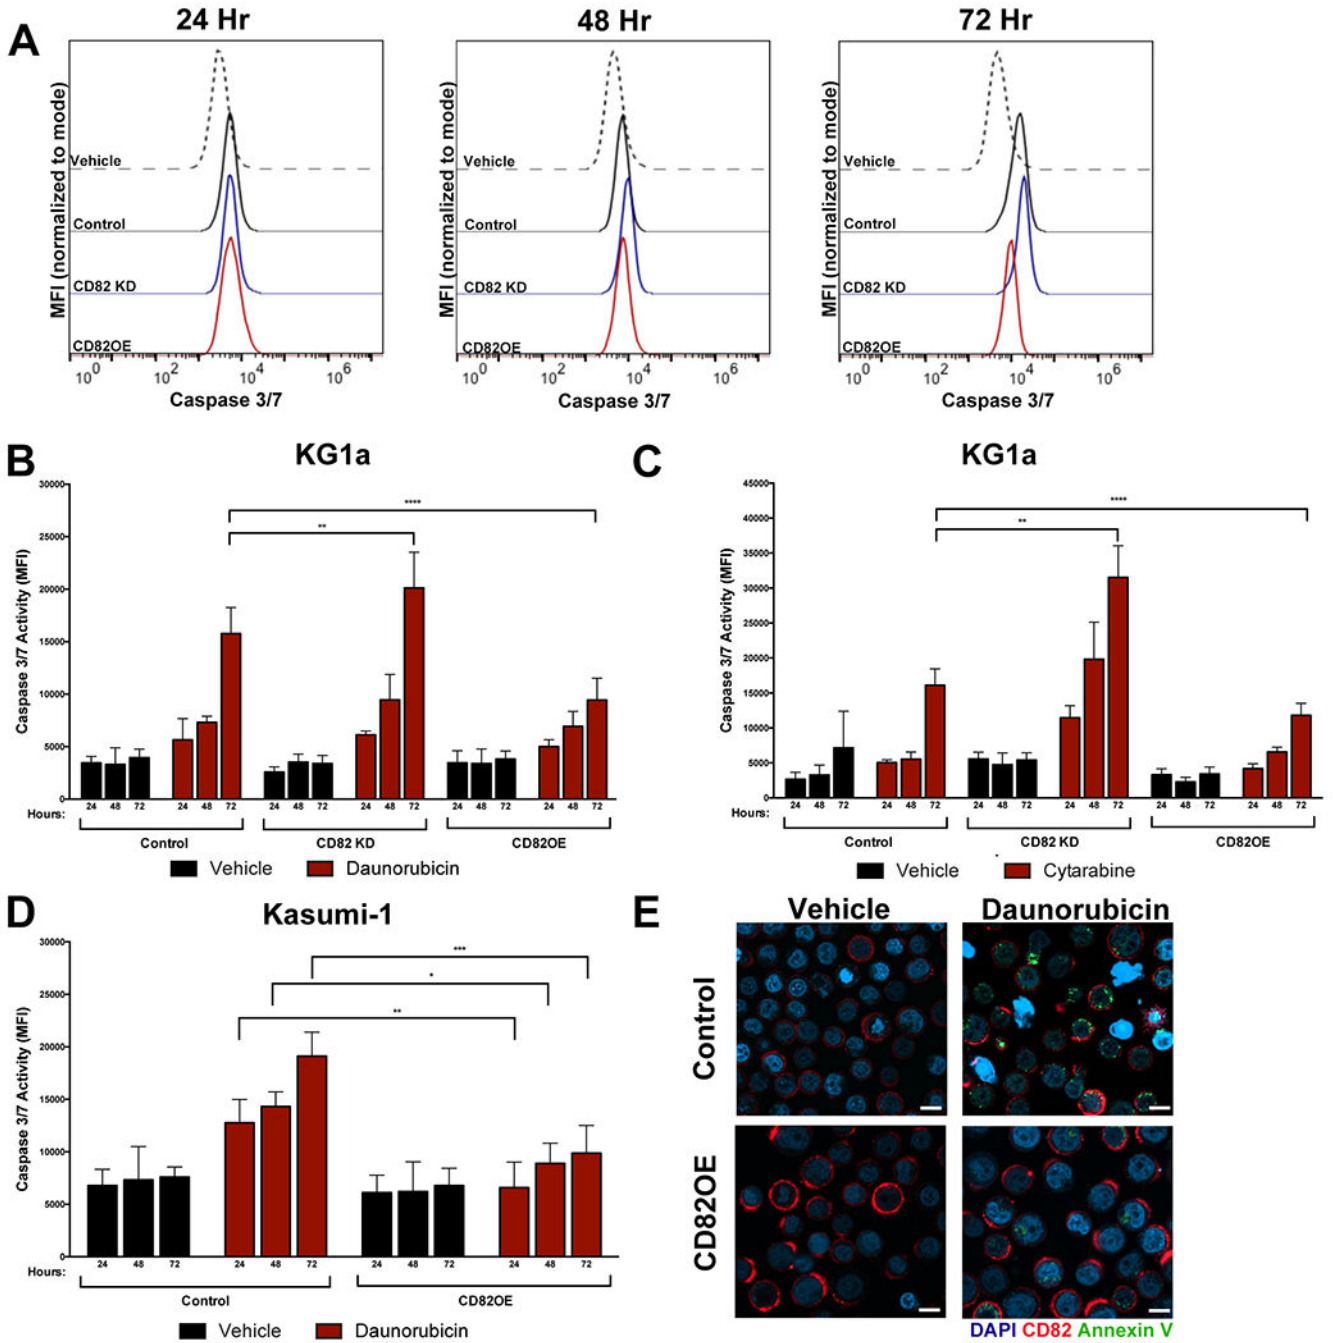 A
24 Hr
48 Hr
72 Hr
MFI (normalized to mode)
Vehicle
Control
CD82 KD
CD82OE
10^0 10^2 10^4 10^6
Caspase 3/7
MFI (normalized to mode)
Vehicle
Control
CD82 KD
CD82OE
10^0 10^2 10^4 10^6
Caspase 3/7
MFI (normalized to mode)
Vehicle
Control
CD82 KD
CD82OE
10^0 10^2 10^4 10^6
Caspase 3/7
B
KG1a
Caspase 3/7 Activity (MFI)
30000
25000
20000
15000
10000
5000
0
****
**
Hours: 24 48 72 24 48 72 24 48 72 24 48 72 24 48 72 24 48 72
Control CD82 KD CD82OE
Vehicle Daunorubicin
C
KG1a
Caspase 3/7 Activity (MFI)
45000
40000
35000
30000
25000
20000
15000
10000
5000
0
****
**
Hours: 24 48 72 24 48 72 24 48 72 24 48 72 24 48 72 24 48 72
Control CD82 KD CD82OE
Vehicle Cytarabine
D
Kasumi-1
Caspase 3/7 Activity (MFI)
30000
25000
20000
15000
10000
5000
0
***
*
**
Hours: 24 48 72 24 48 72 24 48 72 24 48 72
Control CD82OE
Vehicle Daunorubicin
E
Vehicle Daunorubicin
Control
CD82OE
DAPI CD82 Annexin V